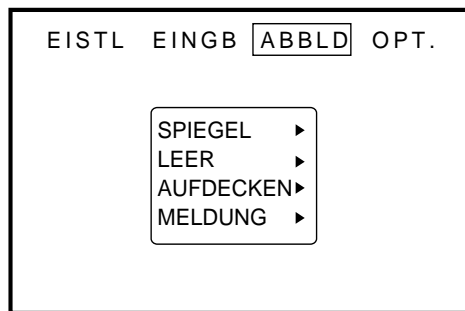 EISTL EINGB ABBLD OPT.
SPIEGEL ▶
LEER ▶
AUFDECKEN ▶
MELDUNG ▶